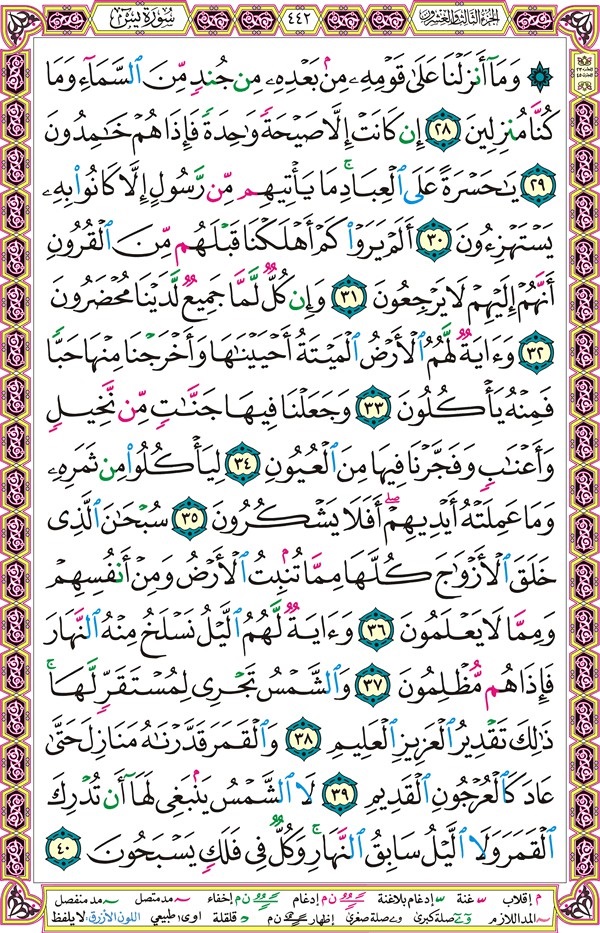 سُورَةُ يسٓ ٤٤٢ الجزء الثالث والعشرون
۞ وَمَآ أَنزَلْنَا عَلَىٰ قَوْمِهِۦ مِنۢ بَعْدِهِۦ مِن جُندٍ مِّنَ ٱلسَّمَآءِ وَمَا
كُنَّا مُنزِلِينَ ٢٨ إِن كَانَتْ إِلَّا صَيْحَةً وَٰحِدَةً فَإِذَا هُمْ خَٰمِدُونَ
٢٩ يَٰحَسْرَةً عَلَى ٱلْعِبَادِ ۚ مَا يَأْتِيهِم مِّن رَّسُولٍ إِلَّا كَانُوا۟ بِهِۦ
يَسْتَهْزِءُونَ ٣٠ أَلَمْ يَرَوْا۟ كَمْ أَهْلَكْنَا قَبْلَهُم مِّنَ ٱلْقُرُونِ
أَنَّهُمْ إِلَيْهِمْ لَا يَرْجِعُونَ ٣١ وَإِن كُلٌّ لَّمَّا جَمِيعٌ لَّدَيْنَا مُحْضَرُونَ
٣٢ وَءَايَةٌ لَّهُمُ ٱلْأَرْضُ ٱلْمَيْتَةُ أَحْيَيْنَٰهَا وَأَخْرَجْنَا مِنْهَا حَبًّا
فَمِنْهُ يَأْكُلُونَ ٣٣ وَجَعَلْنَا فِيهَا جَنَّٰتٍ مِّن نَّخِيلٍ
وَأَعْنَٰبٍ وَفَجَّرْنَا فِيهَا مِنَ ٱلْعُيُونِ ٣٤ لِيَأْكُلُوا۟ مِن ثَمَرِهِۦ
وَمَا عَمِلَتْهُ أَيْدِيهِمْ ۖ أَفَلَا يَشْكُرُونَ ٣٥ سُبْحَٰنَ ٱلَّذِى
خَلَقَ ٱلْأَزْوَٰجَ كُلَّهَا مِمَّا تُنۢبِتُ ٱلْأَرْضُ وَمِنْ أَنفُسِهِمْ
وَمِمَّا لَا يَعْلَمُونَ ٣٦ وَءَايَةٌ لَّهُمُ ٱلَّيْلُ نَسْلَخُ مِنْهُ ٱلنَّهَارَ
فَإِذَا هُم مُّظْلِمُونَ ٣٧ وَٱلشَّمْسُ تَجْرِى لِمُسْتَقَرٍّ لَّهَا ۚ
ذَٰلِكَ تَقْدِيرُ ٱلْعَزِيزِ ٱلْعَلِيمِ ٣٨ وَٱلْقَمَرَ قَدَّرْنَٰهُ مَنَازِلَ حَتَّىٰ
عَادَ كَٱلْعُرْجُونِ ٱلْقَدِيمِ ٣٩ لَا ٱلشَّمْسُ يَنۢبَغِى لَهَآ أَن تُدْرِكَ
ٱلْقَمَرَ وَلَا ٱلَّيْلُ سَابِقُ ٱلنَّهَارِ ۚ وَكُلٌّ فِى فَلَكٍ يَسْبَحُونَ ٤٠
م إقلاب غنة إدغام بلاغنة ن م إدغام ن م إخفاء مد متصل مد منفصل
المد اللازم صلة كبرى صلة صغرى إظهار ن م قلقلة اوى طبيعي اللون الأزرق: لا يلفظ